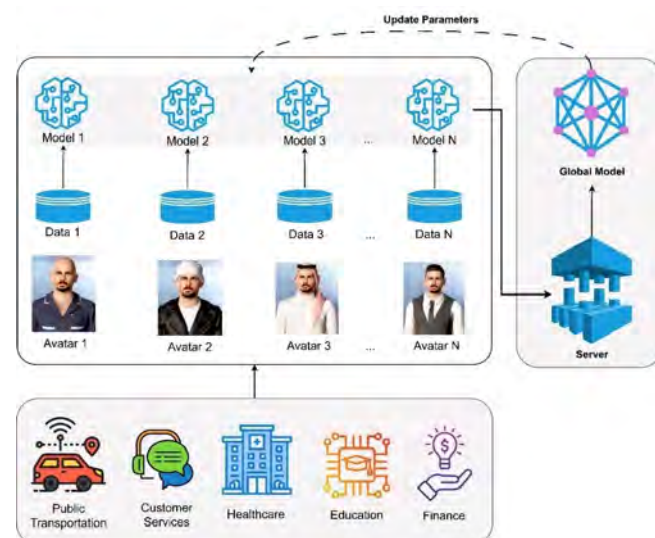 Update Parameters
Model 1
Model 2
Model 3
...
Model N
Global Model
Data 1
Data 2
Data 3
...
Data N
Avatar 1
Avatar 2
Avatar 3
...
Avatar N
Server
Public
Transportation
Customer
Services
Healthcare
Education
Finance